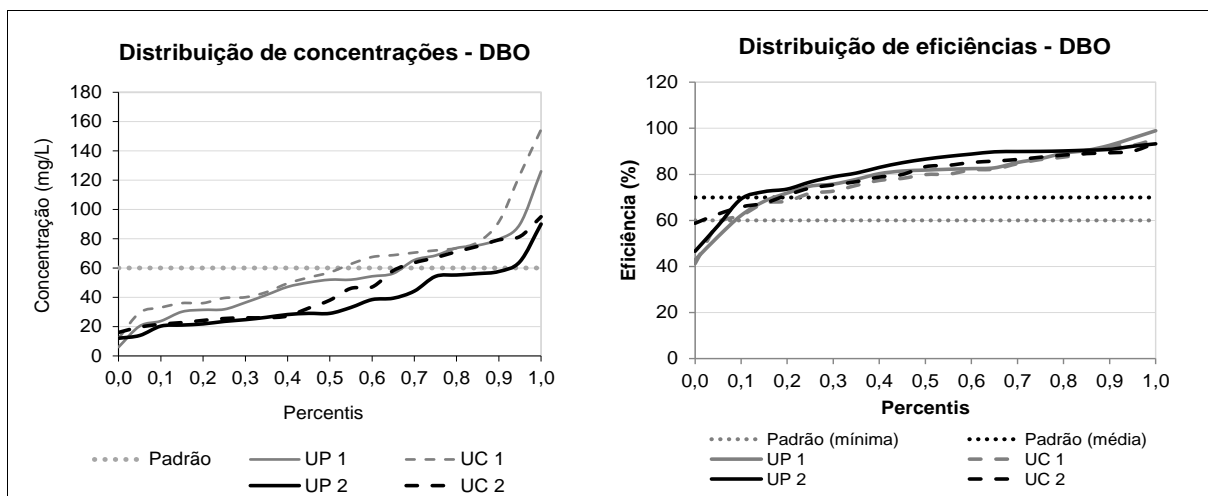 Distribuição de concentrações - DBO
180
160
140
120
100
80
60
40
20
0
Concentração (mg/L)
0,0 0,1 0,2 0,3 0,4 0,5 0,6 0,7 0,8 0,9 1,0
Percentis
Padrão UP 1 UC 1
UP 2 UC 2
Distribuição de eficiências - DBO
120
100
80
60
40
20
0
Eficiência (%)
0,0 0,1 0,2 0,3 0,4 0,5 0,6 0,7 0,8 0,9 1,0
Percentis
Padrão (mínima) Padrão (média)
UP 1 UC 1
UP 2 UC 2